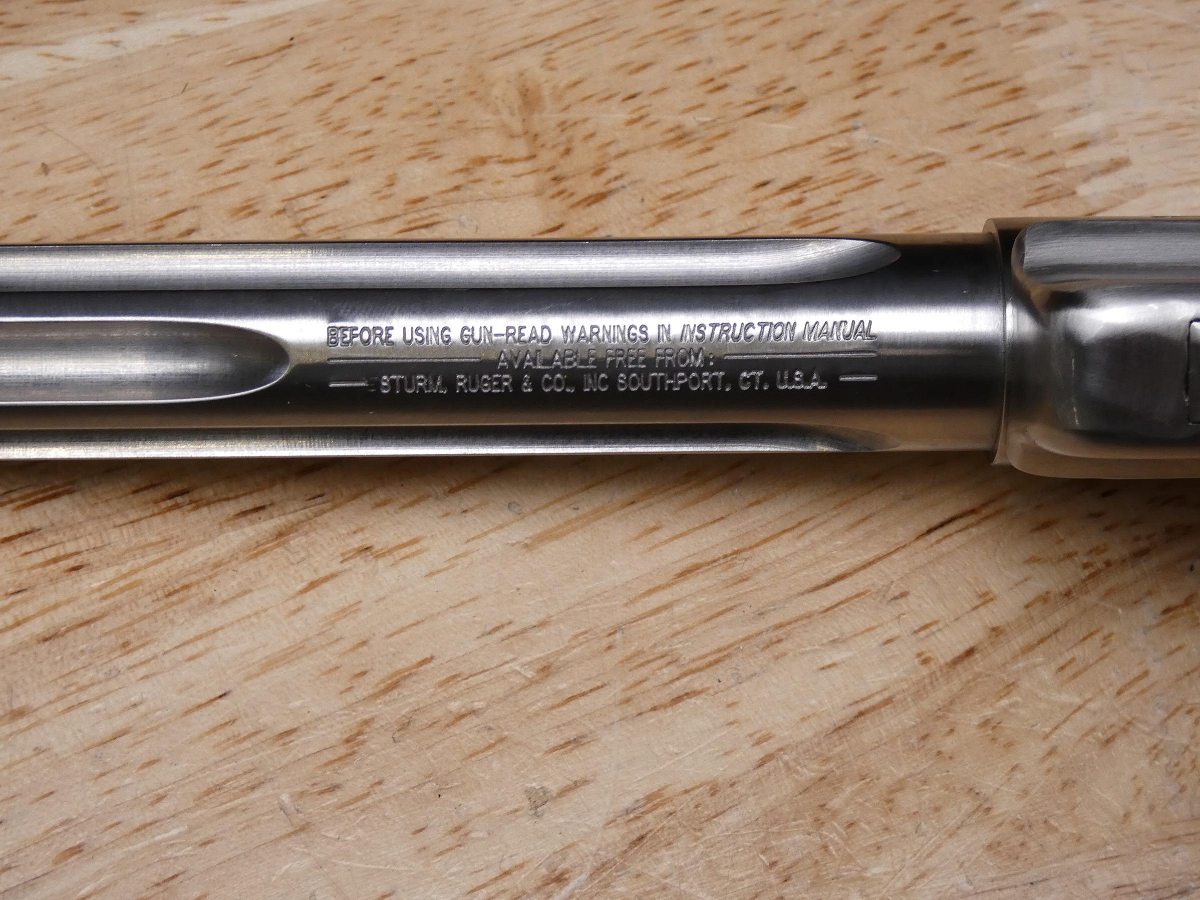 BEFORE USING GUN-READ WARNINGS IN INSTRUCTION MANUAL
AVAILABLE FREE FROM:
STURM, RUGER & CO., INC SOUTHPORT, CT. U.S.A.